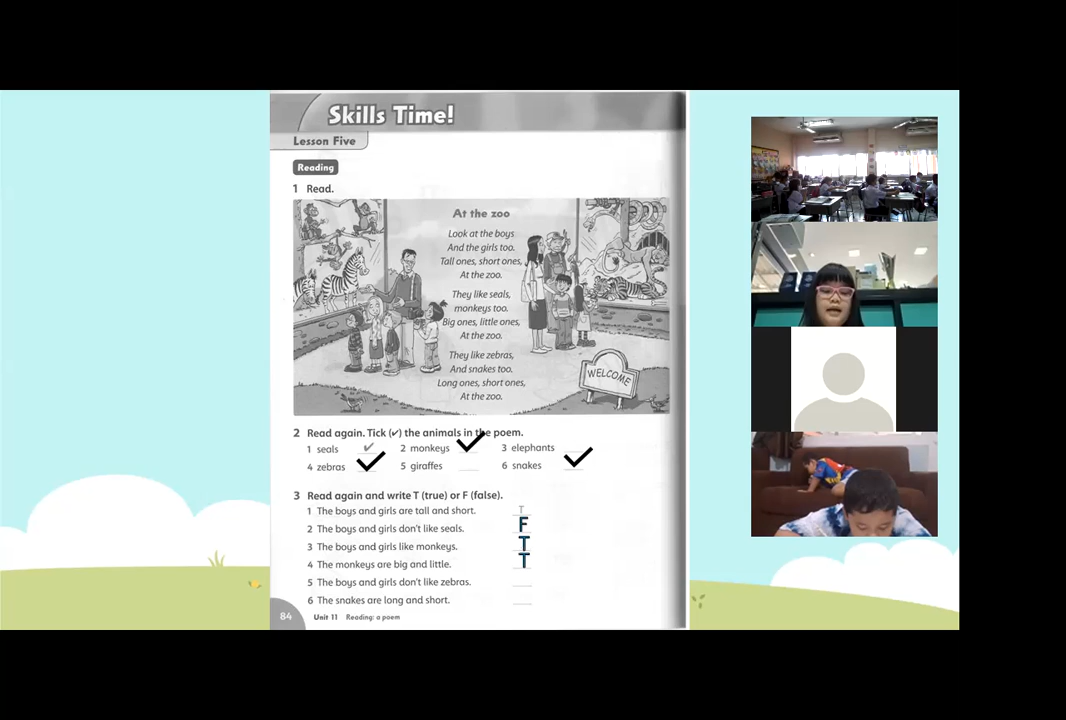 Skills Time!
Lesson Five
Reading
1 Read.
At the zoo
Look at the boys
And the girls too.
Tall ones, short ones,
At the zoo.
They like seals,
monkeys too.
Big ones, little ones,
At the zoo.
They like zebras,
And snakes too.
Long ones, short ones,
At the zoo.
WELCOME
2 Read again. Tick (✔) the animals in the poem.
1 seals ✔ 2 monkeys ✔ 3 elephants
4 zebras ✔ 5 giraffes 6 snakes ✔
3 Read again and write T (true) or F (false).
1 The boys and girls are tall and short. T
2 The boys and girls don't like seals. F
3 The boys and girls like monkeys. T
4 The monkeys are big and little. T
5 The boys and girls don't like zebras.
6 The snakes are long and short.
84 Unit 11 Reading: a poem